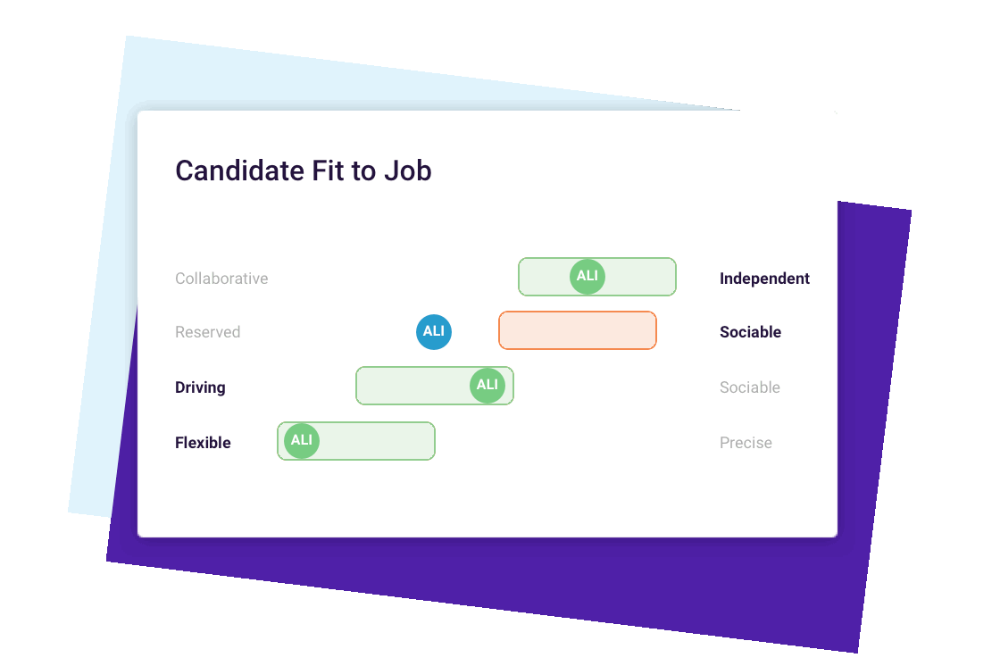 Candidate Fit to Job
Collaborative ALI Independent
Reserved ALI Sociable
Driving ALI Sociable
Flexible ALI Precise